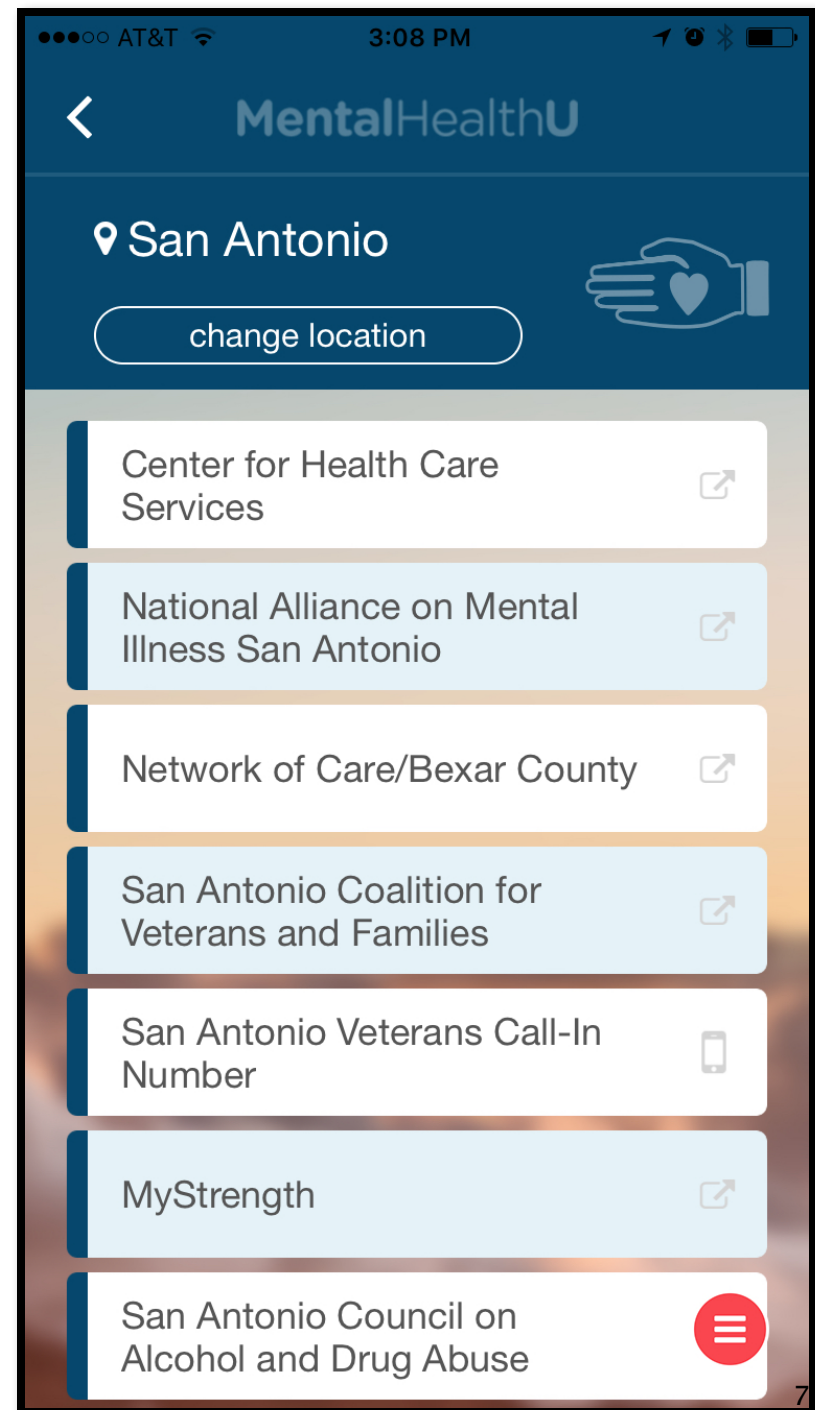 AT&T 3:08 PM
MentalHealthU
San Antonio
change location
Center for Health Care
Services
National Alliance on Mental
Illness San Antonio
Network of Care/Bexar County
San Antonio Coalition for
Veterans and Families
San Antonio Veterans Call-In
Number
MyStrength
San Antonio Council on
Alcohol and Drug Abuse
7